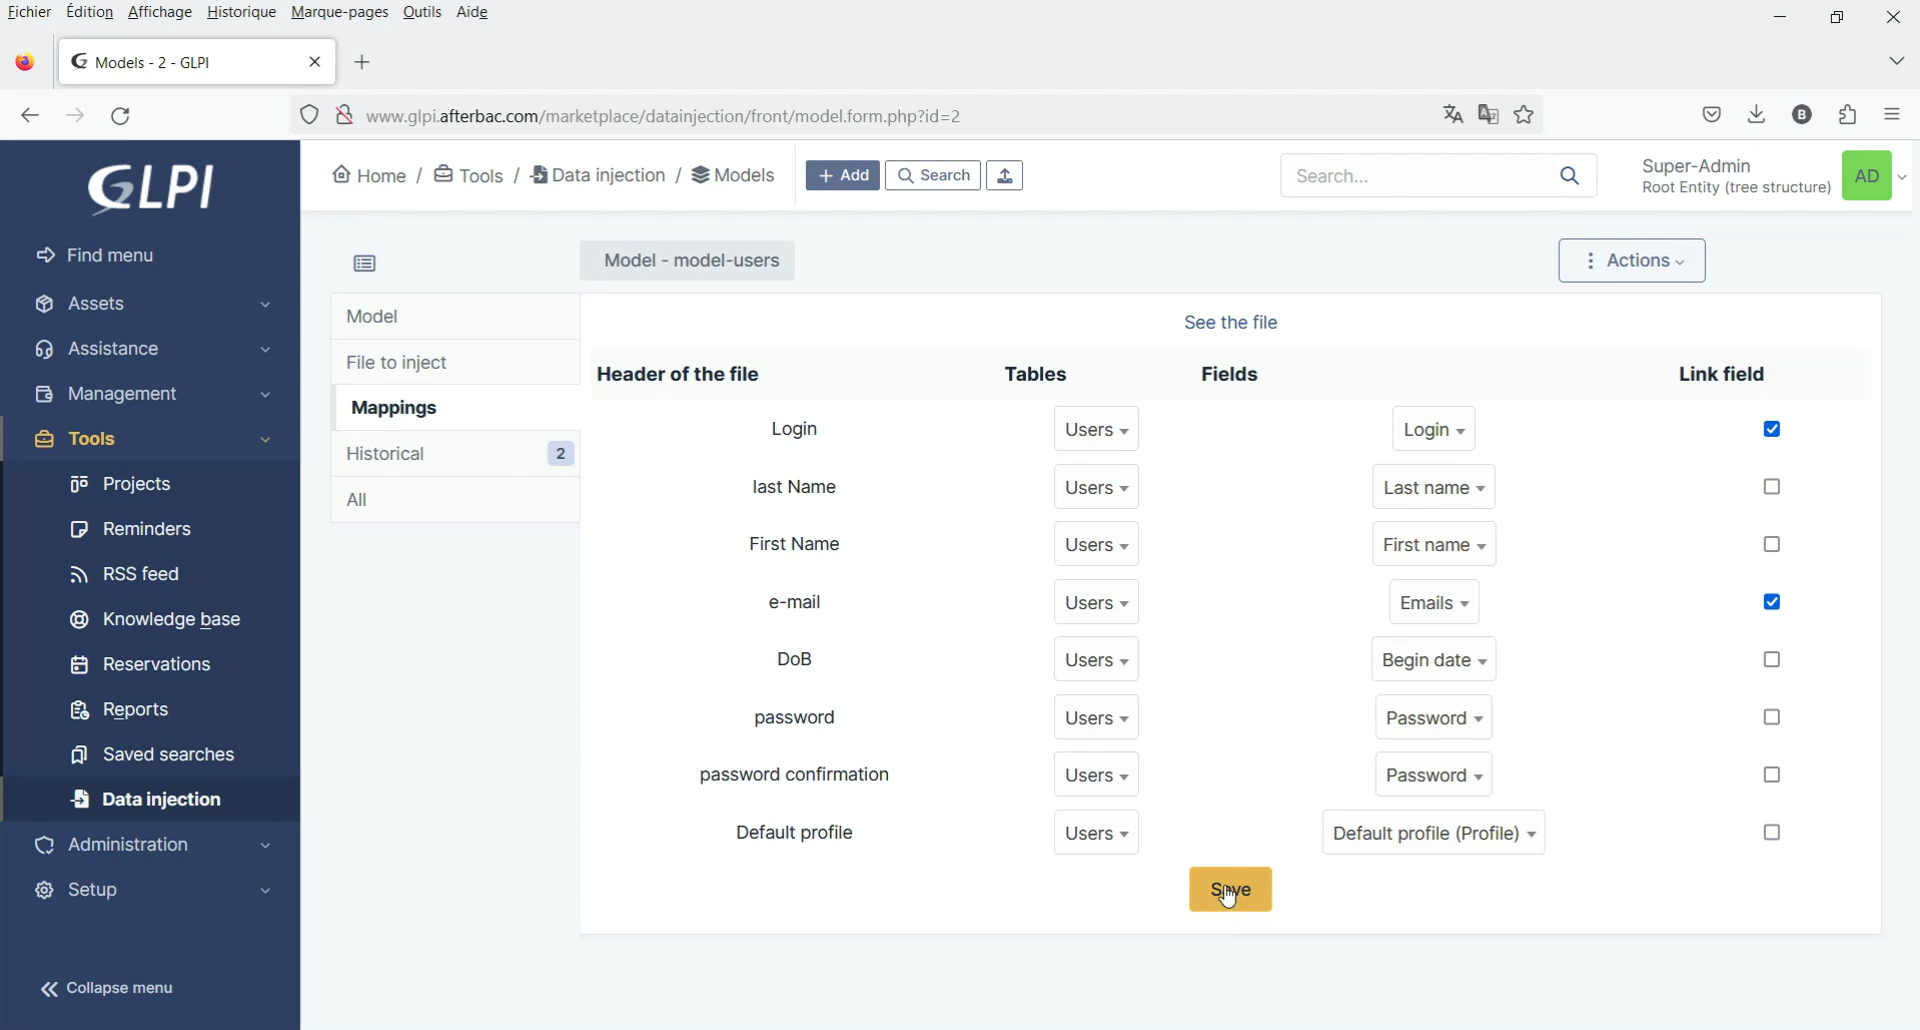 Fichier Édition Affichage Historique Marque-pages Outils Aide
Models - 2 - GLPI
www.glpi.afterbac.com/marketplace/datainjection/front/model.form.php?id=2
GLPI
Home / Tools / Data injection / Models
+ Add
Search
Search...
Super-Admin
Root Entity (tree structure)
AD
Find menu
Assets
Assistance
Management
Tools
Projects
Reminders
RSS feed
Knowledge base
Reservations
Reports
Saved searches
Data injection
Administration
Setup
Collapse menu
Model - model-users
Actions
Model
File to inject
Mappings
Historical 2
All
See the file
Header of the file Tables Fields Link field
Login Users Login
last Name Users Last name
First Name Users First name
e-mail Users Emails
DoB Users Begin date
password Users Password
password confirmation Users Password
Default profile Users Default profile (Profile)
Save